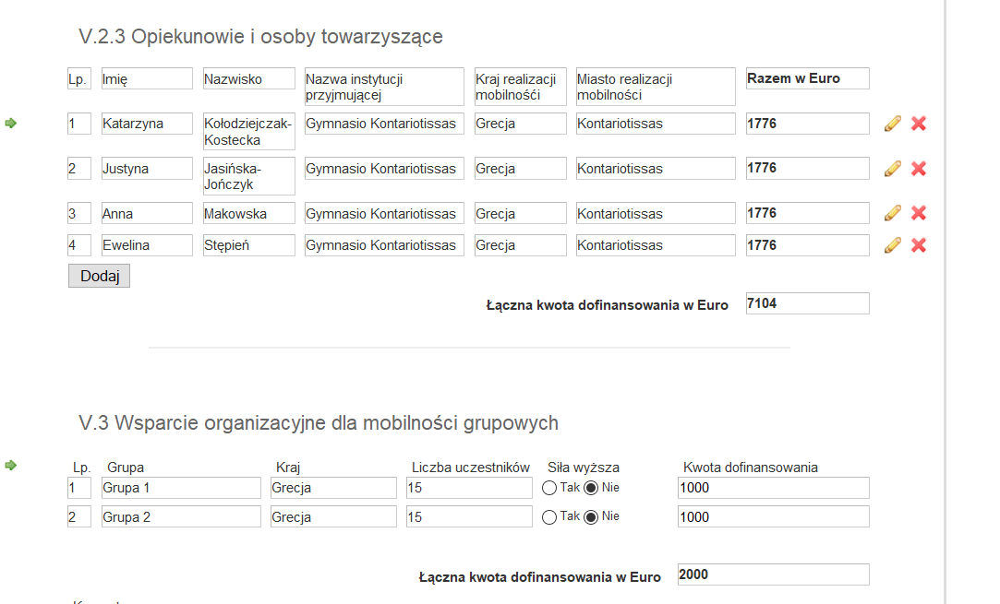 V.2.3 Opiekunowie i osoby towarzyszące
Lp. Imię Nazwisko Nazwa instytucji przyjmującej Kraj realizacji mobilnośći Miasto realizacji mobilności Razem w Euro
1 Katarzyna Kołodziejczak-Kostecka Gymnasio Kontariotissas Grecja Kontariotissas 1776
2 Justyna Jasińska-Jończyk Gymnasio Kontariotissas Grecja Kontariotissas 1776
3 Anna Makowska Gymnasio Kontariotissas Grecja Kontariotissas 1776
4 Ewelina Stępień Gymnasio Kontariotissas Grecja Kontariotissas 1776
Dodaj
Łączna kwota dofinansowania w Euro 7104
V.3 Wsparcie organizacyjne dla mobilności grupowych
Lp. Grupa Kraj Liczba uczestników Siła wyższa Kwota dofinansowania
1 Grupa 1 Grecja 15 Tak Nie 1000
2 Grupa 2 Grecja 15 Tak Nie 1000
Łączna kwota dofinansowania w Euro 2000